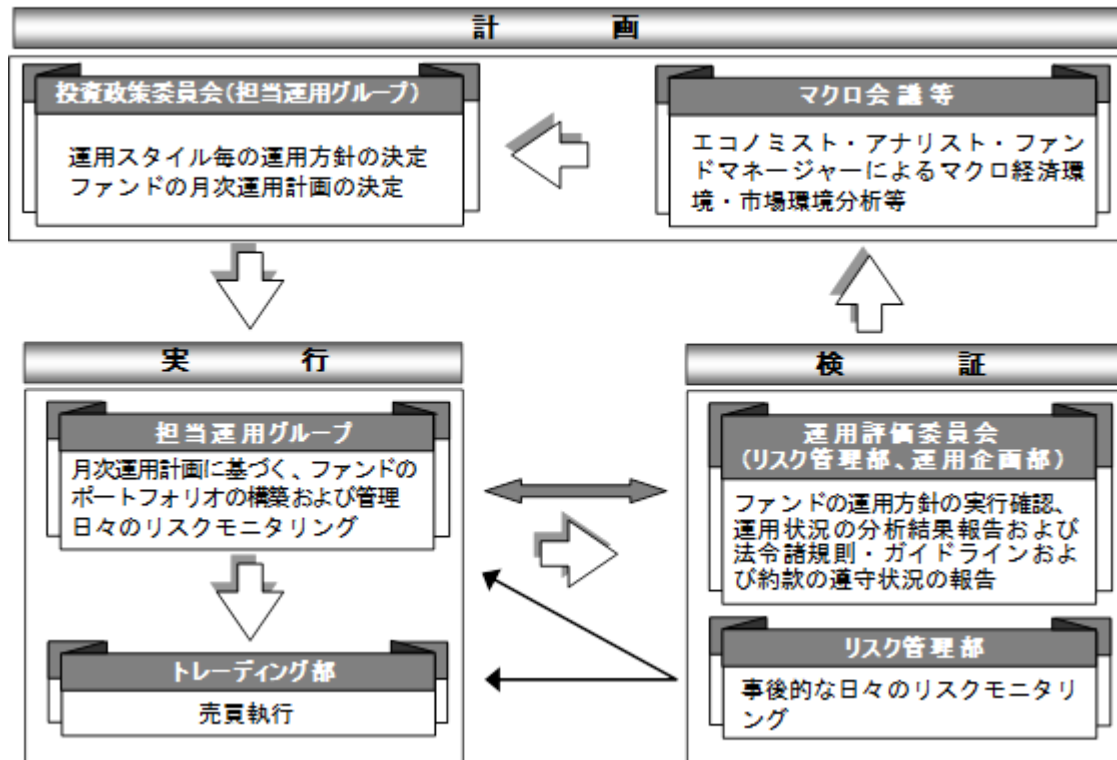 計画
投資政策委員会(担当運用グループ)
運用スタイル毎の運用方針の決定
ファンドの月次運用計画の決定
マクロ会議等
エコノミスト・アナリスト・ファン
ドマネージャーによるマクロ経済環
境・市場環境分析等
実行
担当運用グループ
月次運用計画に基づく、ファンドの
ポートフォリオの構築および管理
日々のリスクモニタリング
トレーディング部
売買執行
検証
運用評価委員会
(リスク管理部、運用企画部)
ファンドの運用方針の実行確認、
運用状況の分析結果報告および
法令諸規則・ガイドラインおよ
び約款の遵守状況の報告
リスク管理部
事後的な日々のリスクモニタリ
ング